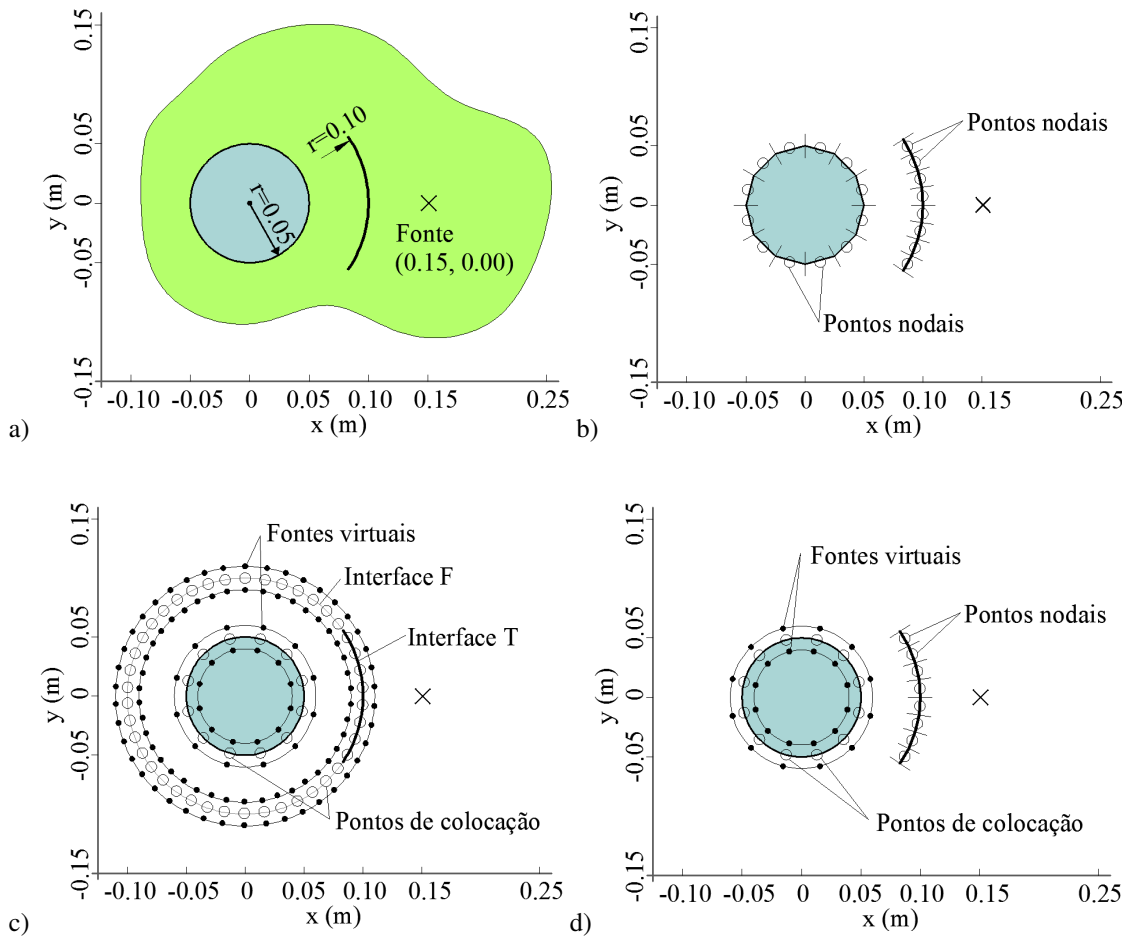 0.15
0.05
0
-0.05
-0.15
y (m)
r=0.10
r=0.05
Fonte
(0.15, 0.00)
-0.10 -0.05 0 0.05 0.10 0.15 0.25
x (m)
a)
0.15
0.05
0
-0.05
-0.15
y (m)
Pontos nodais
Pontos nodais
-0.10 -0.05 0 0.05 0.10 0.15 0.25
x (m)
b)
0.15
0.05
0
-0.05
-0.15
y (m)
Fontes virtuais
Interface F
Interface T
Pontos de colocação
-0.10 -0.05 0 0.05 0.10 0.15 0.25
x (m)
c)
0.15
0.05
0
-0.05
-0.15
y (m)
Fontes virtuais
Pontos nodais
Pontos de colocação
-0.10 -0.05 0 0.05 0.10 0.15 0.25
x (m)
d)